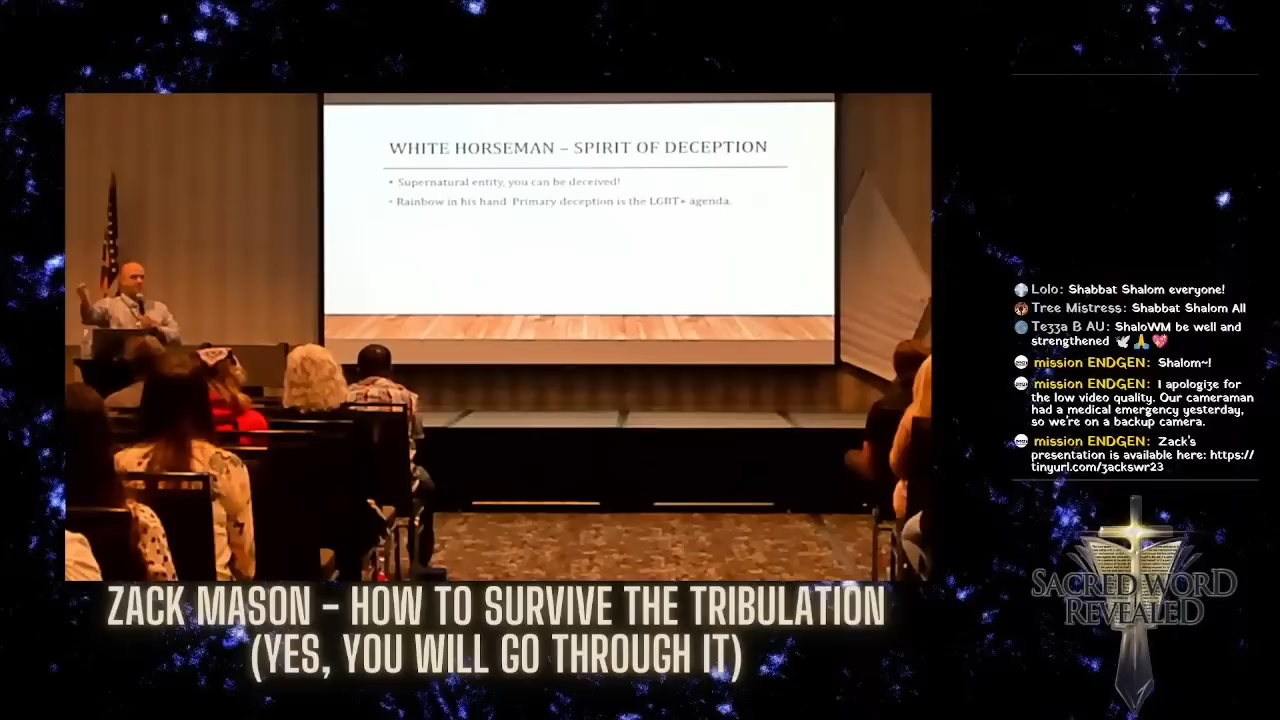 WHITE HORSEMAN – SPIRIT OF DECEPTION
• Supernatural entity, you can be deceived!
• Rainbow in his hand Primary deception is the LGBT+ agenda.
Lolo: Shabbat Shalom everyone!
Tree Mistress: Shabbat Shalom All
Tezza B AU: ShaloWM be well and
strengthened 🕊🙏💖
mission ENDGEN: Shalom~!
mission ENDGEN: I apologize for
the low video quality. Our cameraman
had a medical emergency yesterday,
so we're on a backup camera.
mission ENDGEN: Zack's
presentation is available here: https://
tinyurl.com/zackswr23
SACRED WORD
REVEALED
ZACK MASON - HOW TO SURVIVE THE TRIBULATION
(YES, YOU WILL GO THROUGH IT)